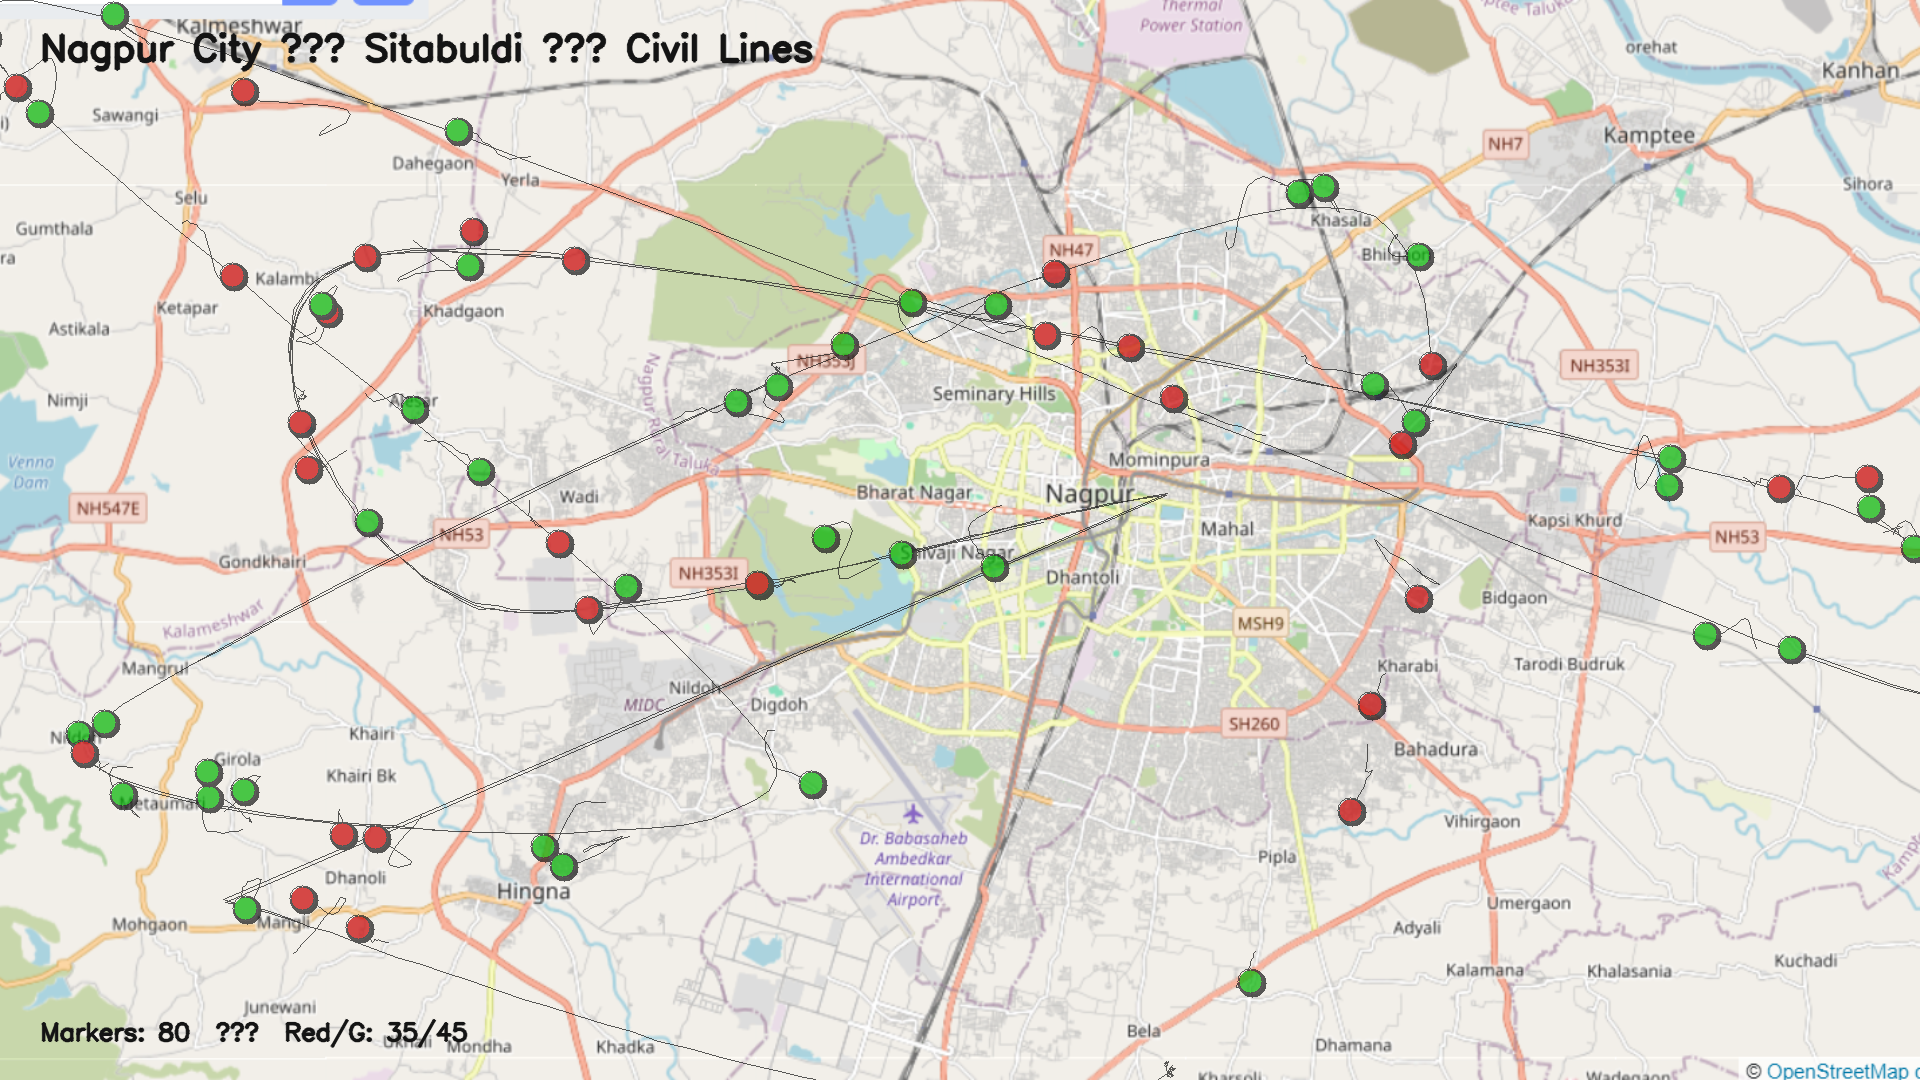 Kalmeshwar
Thermal
Power Station
ptee Taluka
orehat
Kanhan
Nagpur City ??? Sitabuldi ??? Civil Lines
Sawangi
i)
Dahegaon
Yerla
NH7
Kamptee
Selu
Sihora
Gumthala
Khasala
ra
NH47
Bhilgaon
Kalambi
Ketapar
Khadgaon
Astikala
NH353J
NH353I
Nagpur Rural Taluka
Nimji
Seminary Hills
Venna
Dam
Mominpura
Wadi
Bharat Nagar
Nagpur
NH547E
Mahal
Kapsi Khurd
NH53
NH53
Gondkhairi
Shivaji Nagar
NH353I
Dhantoli
Bidgaon
Kalameshwar
MSH9
Mangrul
Kharabi
Tarodi Budruk
Nildoh
MIDC
Digdoh
SH260
Khairi
Bahadura
Girola
Khairi Bk
Metaumari
Dr. Babasaheb
Ambedkar
International
Airport
Vihirgaon
Pipla
Dhanoli
Hingna
Mohgaon
Mangli
Umergaon
Adyali
Kalamana
Khalasania
Kuchadi
Junewani
Markers: 80 ??? Red/G: 35/45
Mondha
Khadka
Bela
Dhamana
Kharsoli
Wadegaon
© OpenStreetMap c